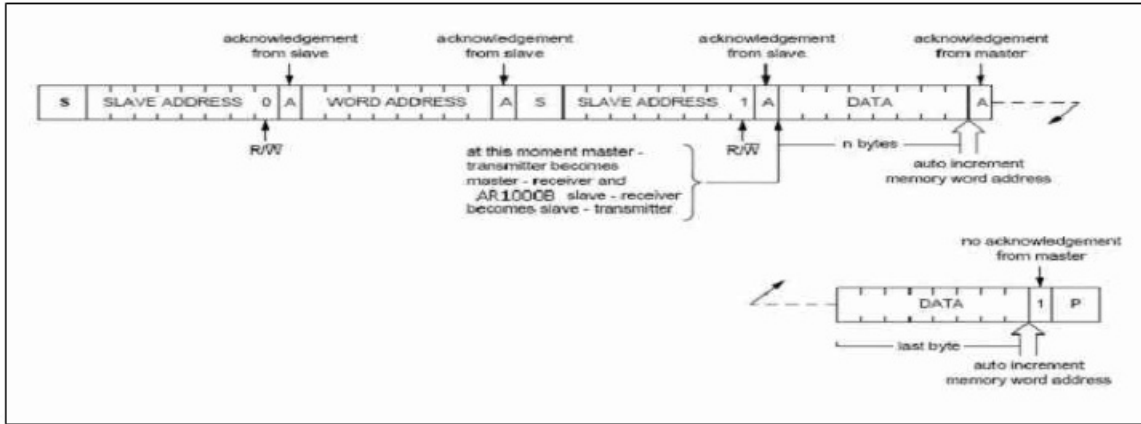 acknowledgement
from slave
acknowledgement
from slave
acknowledgement
from slave
acknowledgement
from master
S SLAVE ADDRESS 0 A WORD ADDRESS A S SLAVE ADDRESS 1 A DATA A
R/W̅
R/W̅
at this moment master -
transmitter becomes
master - receiver and
AR1000B slave - receiver
becomes slave - transmitter
n bytes
auto increment
memory word address
no acknowledgement
from master
DATA 1 P
last byte
auto increment
memory word address